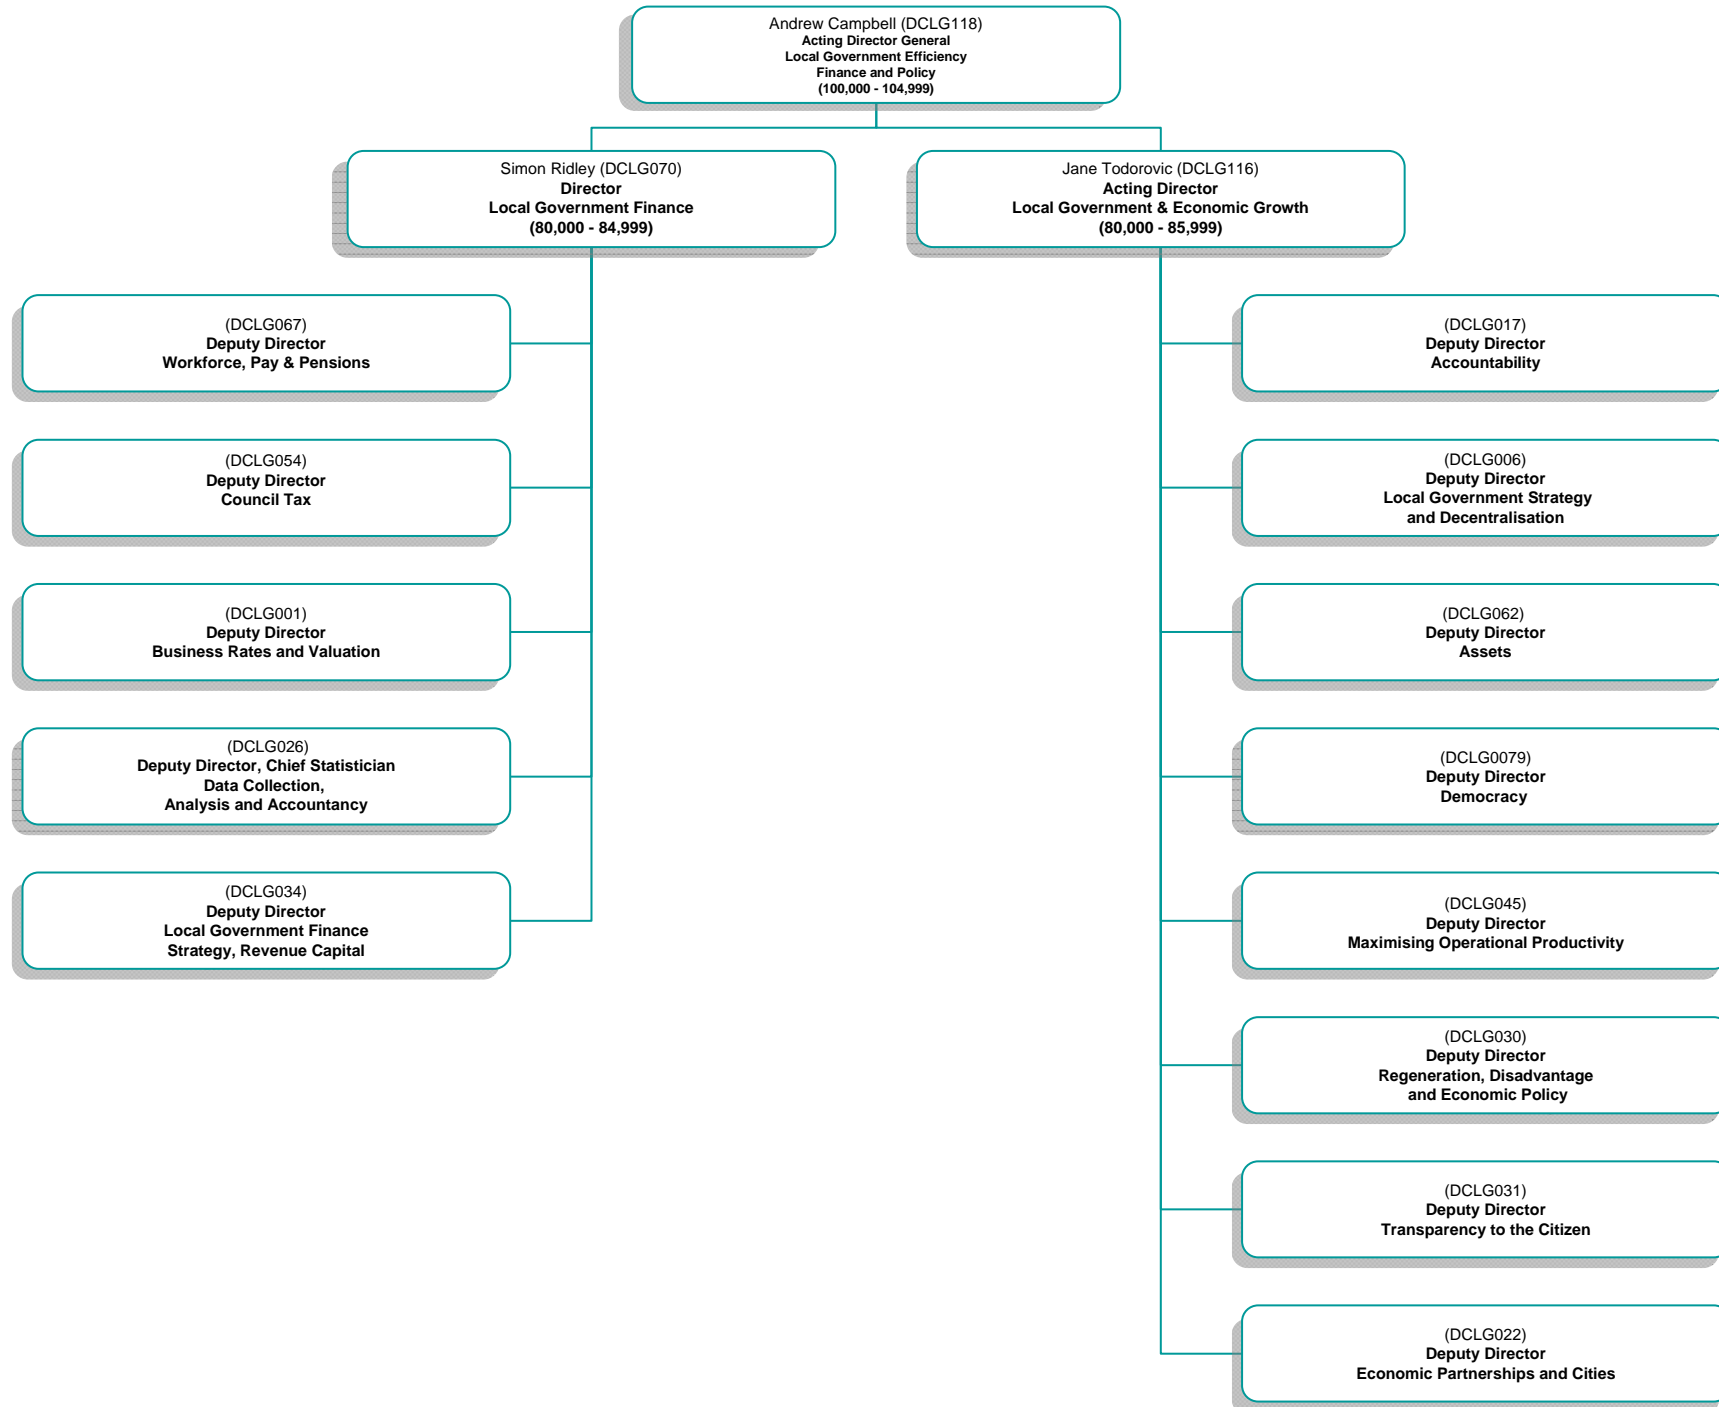 Andrew Campbell (DCLG118)
Acting Director General
Local Government Efficiency
Finance and Policy
(100,000 - 104,999)
Simon Ridley (DCLG070)
Director
Local Government Finance
(80,000 - 84,999)
Jane Todorovic (DCLG116)
Acting Director
Local Government & Economic Growth
(80,000 - 85,999)
(DCLG067)
Deputy Director
Workforce, Pay & Pensions
(DCLG054)
Deputy Director
Council Tax
(DCLG001)
Deputy Director
Business Rates and Valuation
(DCLG026)
Deputy Director, Chief Statistician
Data Collection,
Analysis and Accountancy
(DCLG034)
Deputy Director
Local Government Finance
Strategy, Revenue Capital
(DCLG017)
Deputy Director
Accountability
(DCLG006)
Deputy Director
Local Government Strategy
and Decentralisation
(DCLG062)
Deputy Director
Assets
(DCLG0079)
Deputy Director
Democracy
(DCLG045)
Deputy Director
Maximising Operational Productivity
(DCLG030)
Deputy Director
Regeneration, Disadvantage
and Economic Policy
(DCLG031)
Deputy Director
Transparency to the Citizen
(DCLG022)
Deputy Director
Economic Partnerships and Cities